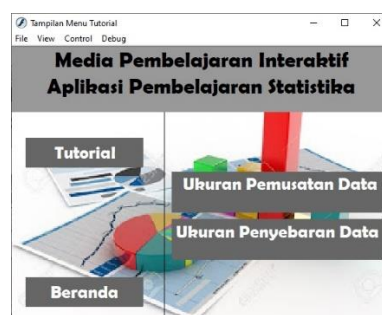 Tampilan Menu Tutorial
File View Control Debug
Media Pembelajaran Interaktif
Aplikasi Pembelajaran Statistika
Tutorial
Ukuran Pemusatan Data
Ukuran Penyebaran Data
Beranda